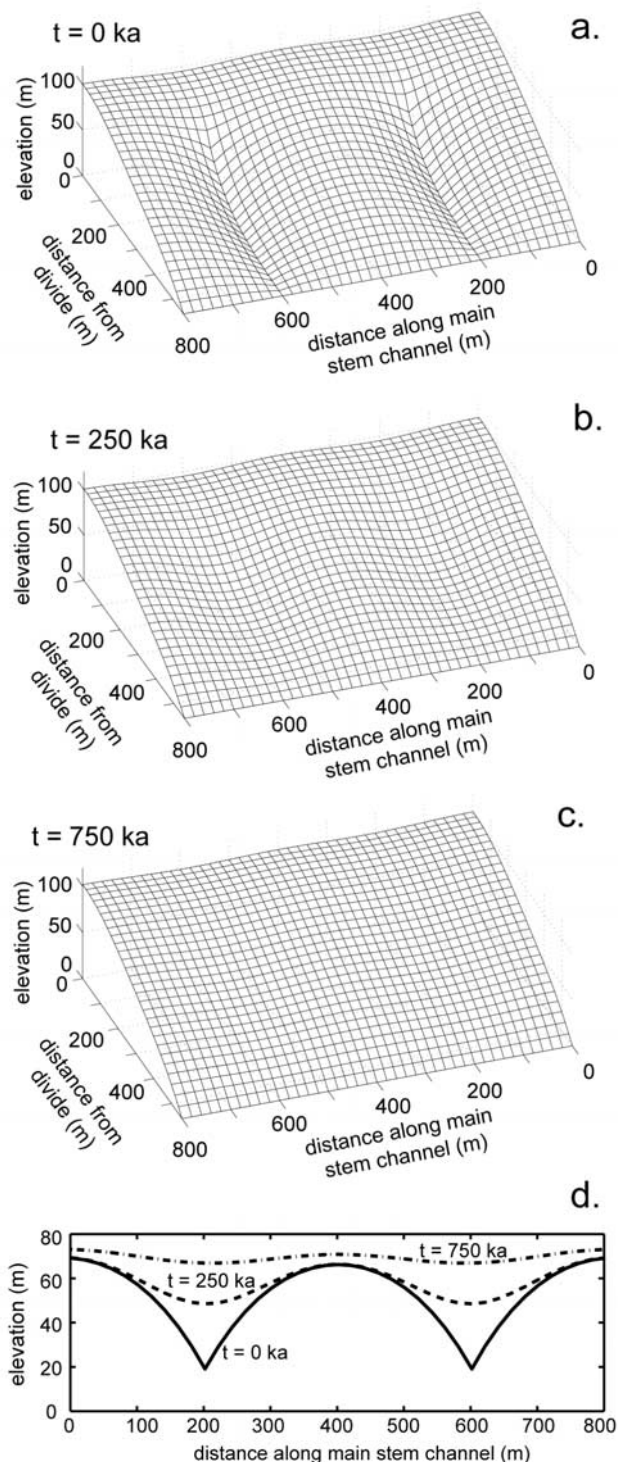 t = 0 ka
a.
elevation (m)
100
50
0
0
200
400
distance from
divide (m)
800
600
400
200
0
distance along main
stem channel (m)
t = 250 ka
b.
elevation (m)
100
50
0
0
200
400
distance from
divide (m)
800
600
400
200
0
distance along main
stem channel (m)
t = 750 ka
c.
elevation (m)
100
50
0
0
200
400
distance from
divide (m)
800
600
400
200
0
distance along main
stem channel (m)
d.
elevation (m)
80
60
40
20
0
t = 750 ka
t = 250 ka
t = 0 ka
0 100 200 300 400 500 600 700 800
distance along main stem channel (m)